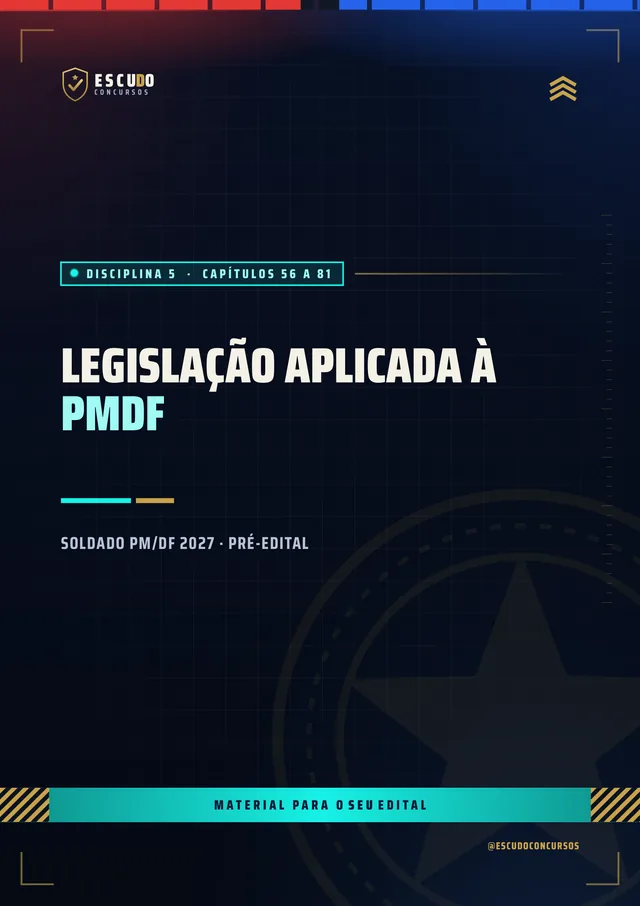 ESCUDO
CONCURSOS
DISCIPLINA 5 · CAPÍTULOS 56 A 81
LEGISLAÇÃO APLICADA À
PMDF
SOLDADO PM/DF 2027 · PRÉ-EDITAL
MATERIAL PARA O SEU EDITAL
@ESCUDOCONCURSOS